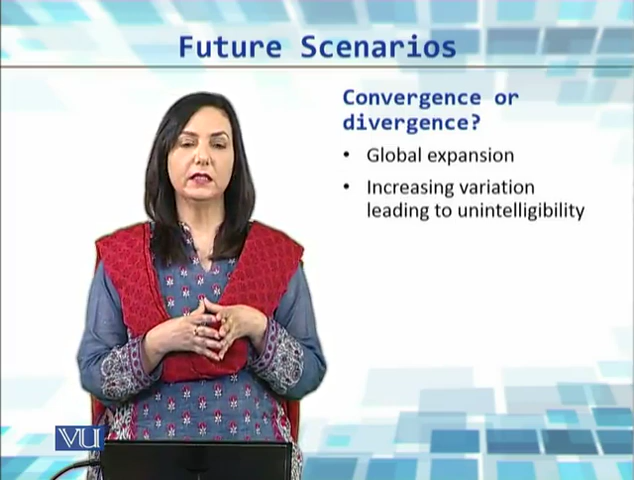 Future Scenarios
Convergence or
divergence?
• Global expansion
• Increasing variation
leading to unintelligibility
VU